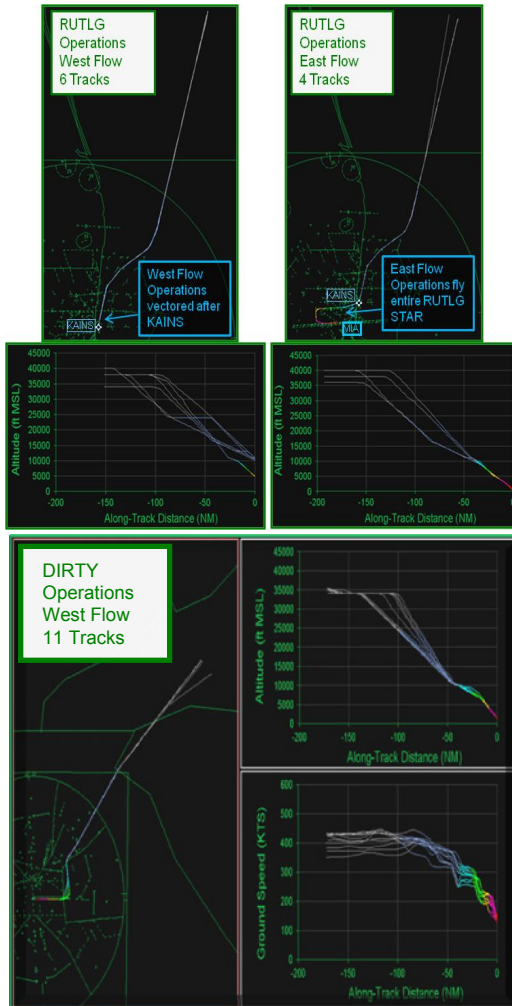 RUTLG
Operations
West Flow
6 Tracks
West Flow
Operations
vectored after
KAINS
KAINS
RUTLG
Operations
East Flow
4 Tracks
KAINS
East Flow
Operations fly
entire RUTLG
STAR
MIA
Altitude (ft MSL)
45000
40000
35000
30000
25000
20000
15000
10000
5000
0
-200 -150 -100 -50 0
Along-Track Distance (NM)
Altitude (ft MSL)
45000
40000
35000
30000
25000
20000
15000
10000
5000
0
-200 -150 -100 -50 0
Along-Track Distance (NM)
DIRTY
Operations
West Flow
11 Tracks
Altitude (ft MSL)
45000
40000
35000
30000
25000
20000
15000
10000
5000
0
-200 -150 -100 -50 0
Along-Track Distance (NM)
Ground Speed (KTS)
600
500
400
300
200
100
0
-200 -150 -100 -50 0
Along-Track Distance (NM)